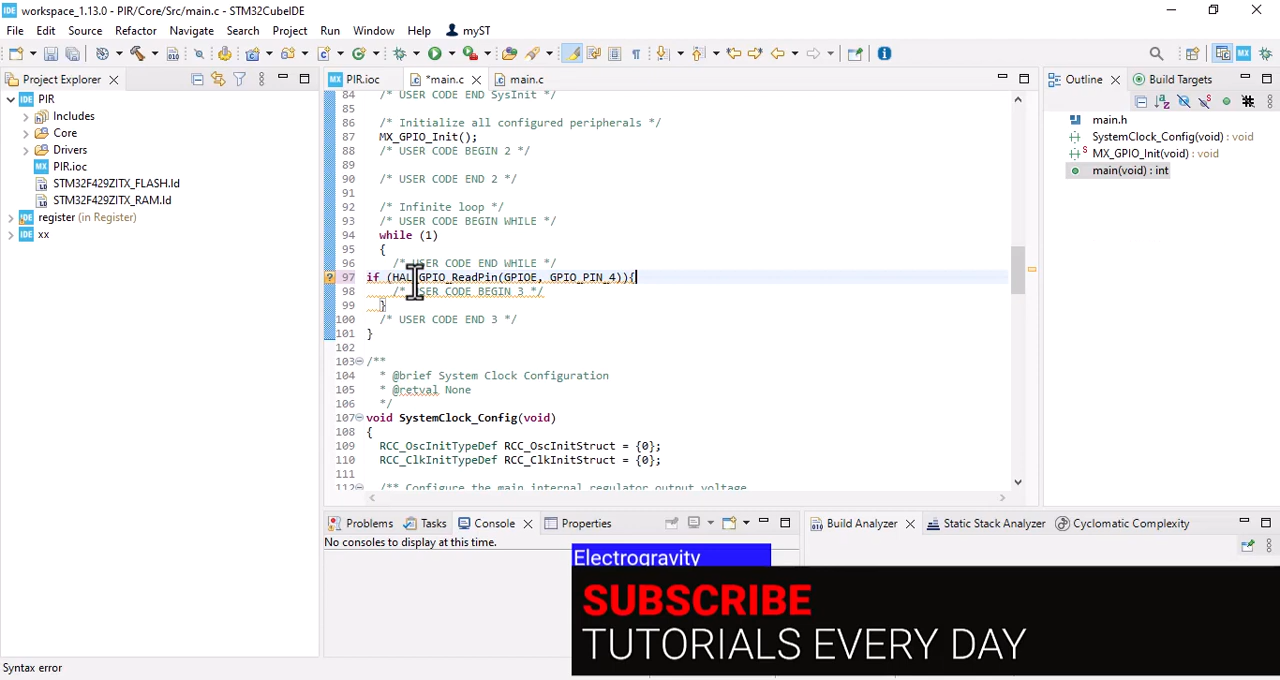 workspace_1.13.0 - PIR/Core/Src/main.c - STM32CubeIDE
File Edit Source Refactor Navigate Search Project Run Window Help myST
Project Explorer
PIR.ioc
*main.c
main.c
Outline
Build Targets
PIR
Includes
Core
Drivers
PIR.ioc
STM32F429ZITX_FLASH.ld
STM32F429ZITX_RAM.ld
register (in Register)
xx
84 /* USER CODE END SysInit */
85
86 /* Initialize all configured peripherals */
87 MX_GPIO_Init();
88 /* USER CODE BEGIN 2 */
89
90 /* USER CODE END 2 */
91
92 /* Infinite loop */
93 /* USER CODE BEGIN WHILE */
94 while (1)
95 {
96 /* USER CODE END WHILE */
97 if (HAL_GPIO_ReadPin(GPIOE, GPIO_PIN_4)){
98 /* USER CODE BEGIN 3 */
99 }
100 /* USER CODE END 3 */
101 }
102
103 /**
104 * @brief System Clock Configuration
105 * @retval None
106 */
107 void SystemClock_Config(void)
108 {
109 RCC_OscInitTypeDef RCC_OscInitStruct = {0};
110 RCC_ClkInitTypeDef RCC_ClkInitStruct = {0};
111
112 /** Configure the main internal regulator output voltage
main.h
SystemClock_Config(void) : void
MX_GPIO_Init(void) : void
main(void) : int
Problems
Tasks
Console
Properties
No consoles to display at this time.
Build Analyzer
Static Stack Analyzer
Cyclomatic Complexity
Electrogravity
SUBSCRIBE
TUTORIALS EVERY DAY
Syntax error